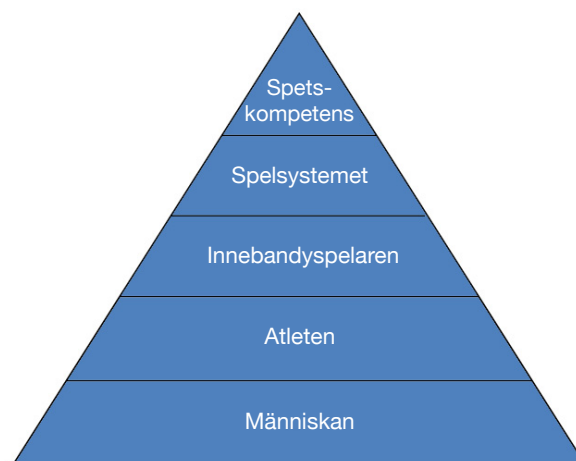 Spets-
kompetens
Spelsystemet
Innebandyspelaren
Atleten
Människan